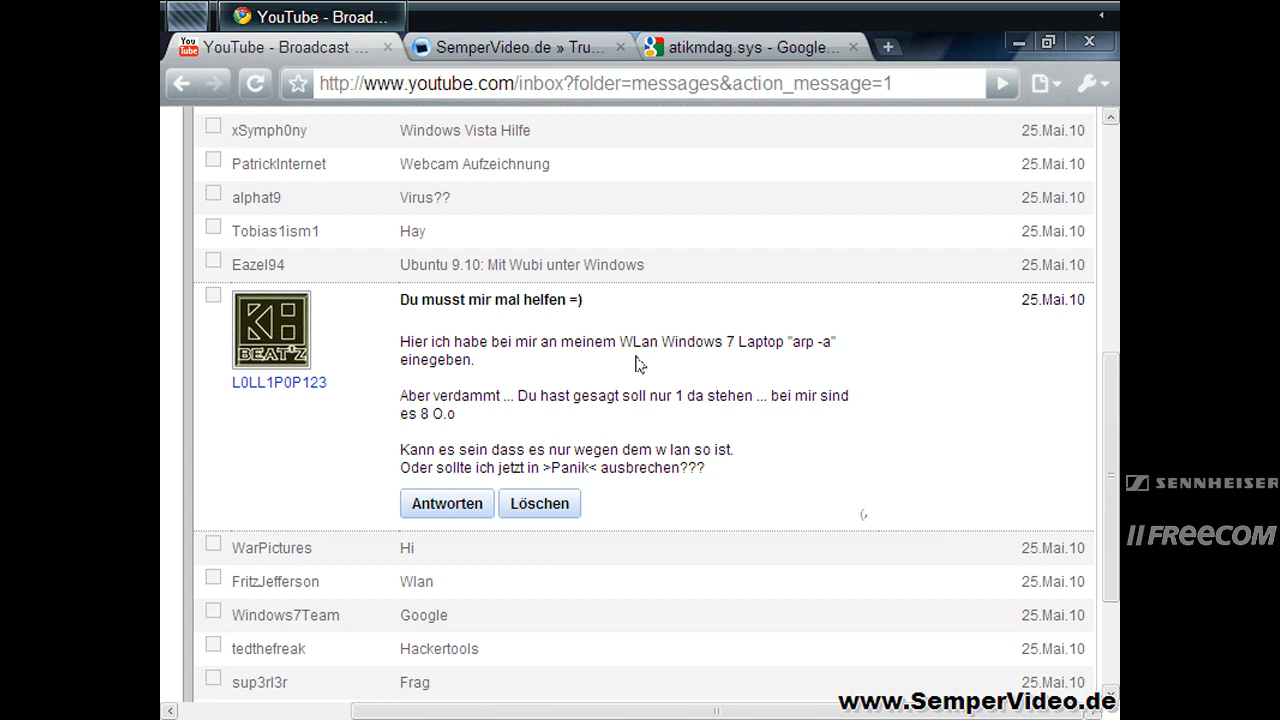 YouTube - Broad...
YouTube - Broadcast ...
SemperVideo.de » Tru...
atikmdag.sys - Google...
http://www.youtube.com/inbox?folder=messages&action_message=1
xSymph0ny Windows Vista Hilfe 25.Mai.10
PatrickInternet Webcam Aufzeichnung 25.Mai.10
alphat9 Virus?? 25.Mai.10
Tobias1ism1 Hay 25.Mai.10
Eazel94 Ubuntu 9.10: Mit Wubi unter Windows 25.Mai.10
Du musst mir mal helfen =) 25.Mai.10
BEAT'Z
L0LL1P0P123
Hier ich habe bei mir an meinem WLan Windows 7 Laptop "arp -a"
einegeben.
Aber verdammt ... Du hast gesagt soll nur 1 da stehen ... bei mir sind
es 8 O.o
Kann es sein dass es nur wegen dem w lan so ist.
Oder sollte ich jetzt in >Panik< ausbrechen???
Antworten Löschen
WarPictures Hi 25.Mai.10
FritzJefferson Wlan 25.Mai.10
Windows7Team Google 25.Mai.10
tedthefreak Hackertools 25.Mai.10
sup3rl3r Frag 25.Mai.10
SENNHEISER
FREECOM
www.SemperVideo.de